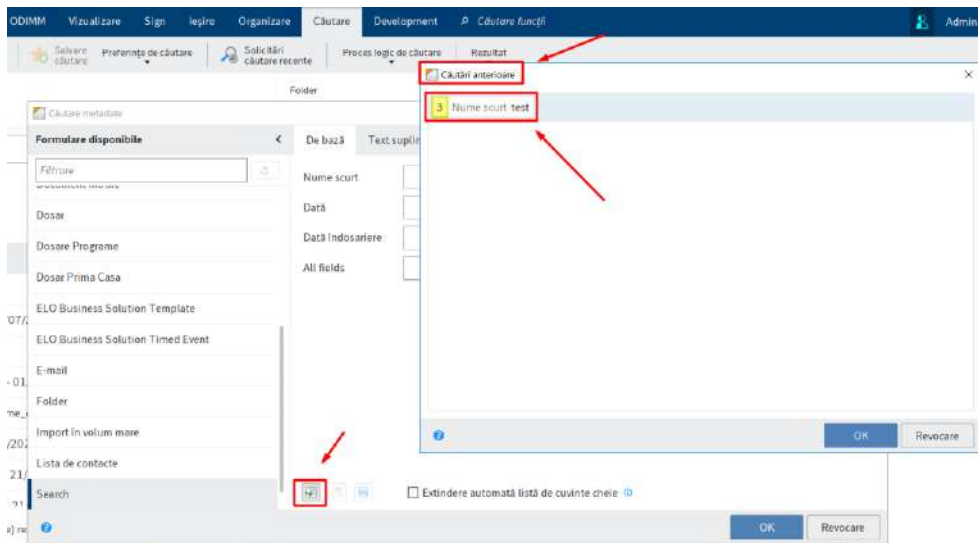 ODIMM Vizualizare Sign Ieșire Organizare Căutare Development Căutare funcții Admin
Salvare căutare Preferințe de căutare Solicitări căutare recente Proces logic de căutare Rezultat
Folder
Căutări anterioare
3 Nume scurt test
Căutare metadate
Formulare disponibile
De bază Text suplim
Filtrare
Nume scurt
Dosar
Dată
Dosare Programe
Dată îndosariere
Dosar Prima Casa
All fields
ELO Business Solution Template
ELO Business Solution Timed Event
E-mail
Folder
Import în volum mare
OK Revocare
Lista de contacte
Search
Extindere automată listă de cuvinte cheie
OK Revocare